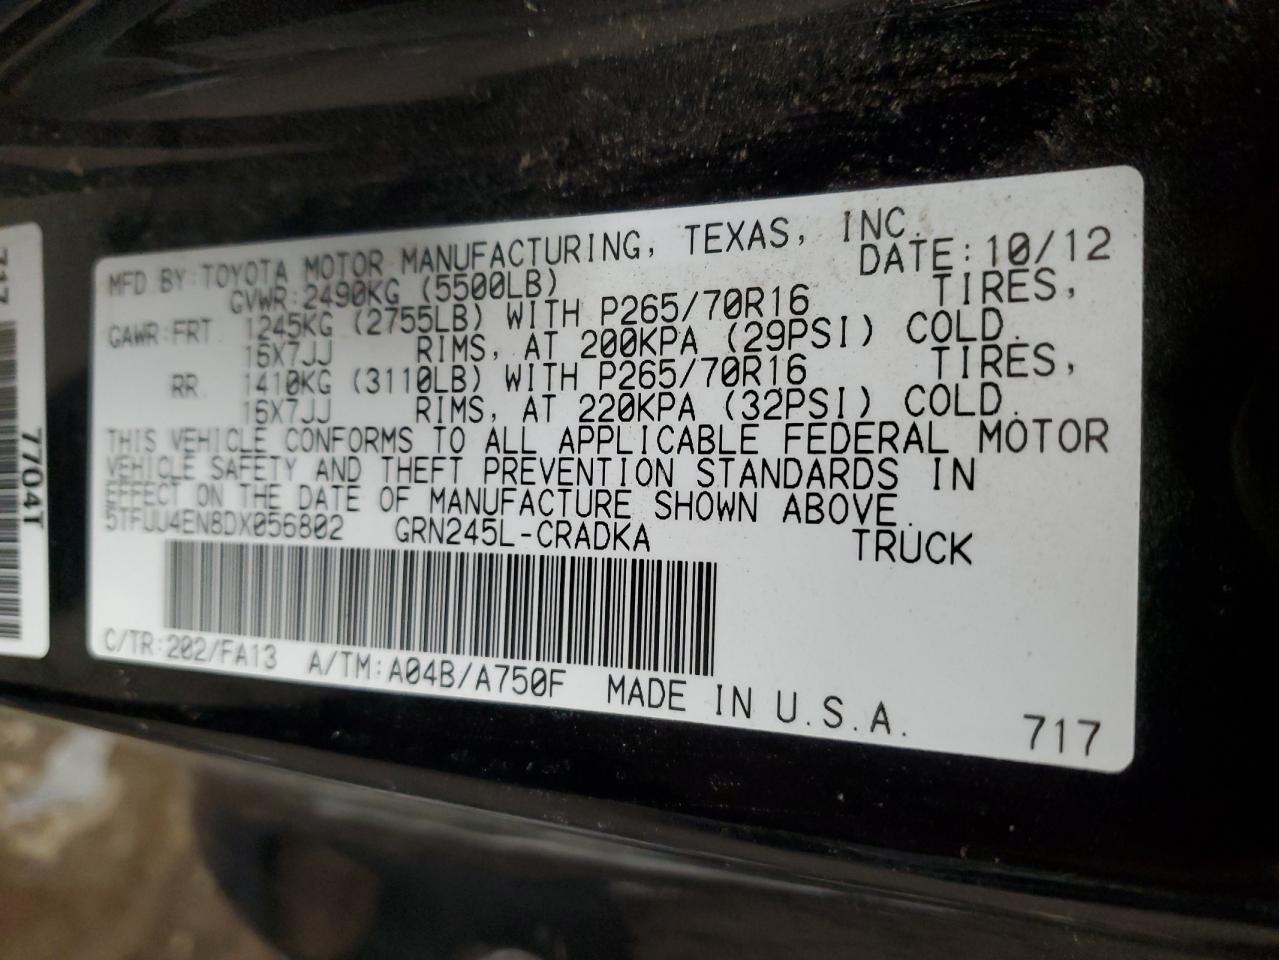 MFD BY: TOYOTA MOTOR MANUFACTURING, TEXAS, INC.
GVWR: 2490KG (5500LB) DATE: 10/12
GAWR: FRT 1245KG (2755LB) WITH P265/70R16 TIRES,
16X7JJ RIMS, AT 200KPA (29PSI) COLD.
RR. 1410KG (3110LB) WITH P265/70R16 TIRES,
16X7JJ RIMS, AT 220KPA (32PSI) COLD.
THIS VEHICLE CONFORMS TO ALL APPLICABLE FEDERAL MOTOR
VEHICLE SAFETY AND THEFT PREVENTION STANDARDS IN
EFFECT ON THE DATE OF MANUFACTURE SHOWN ABOVE.
5TFUU4EN8DX056802 GRN245L-CRADKA TRUCK
C/TR: 202/FA13 A/TM: A04B/A750F MADE IN U.S.A.
717
717
7704T